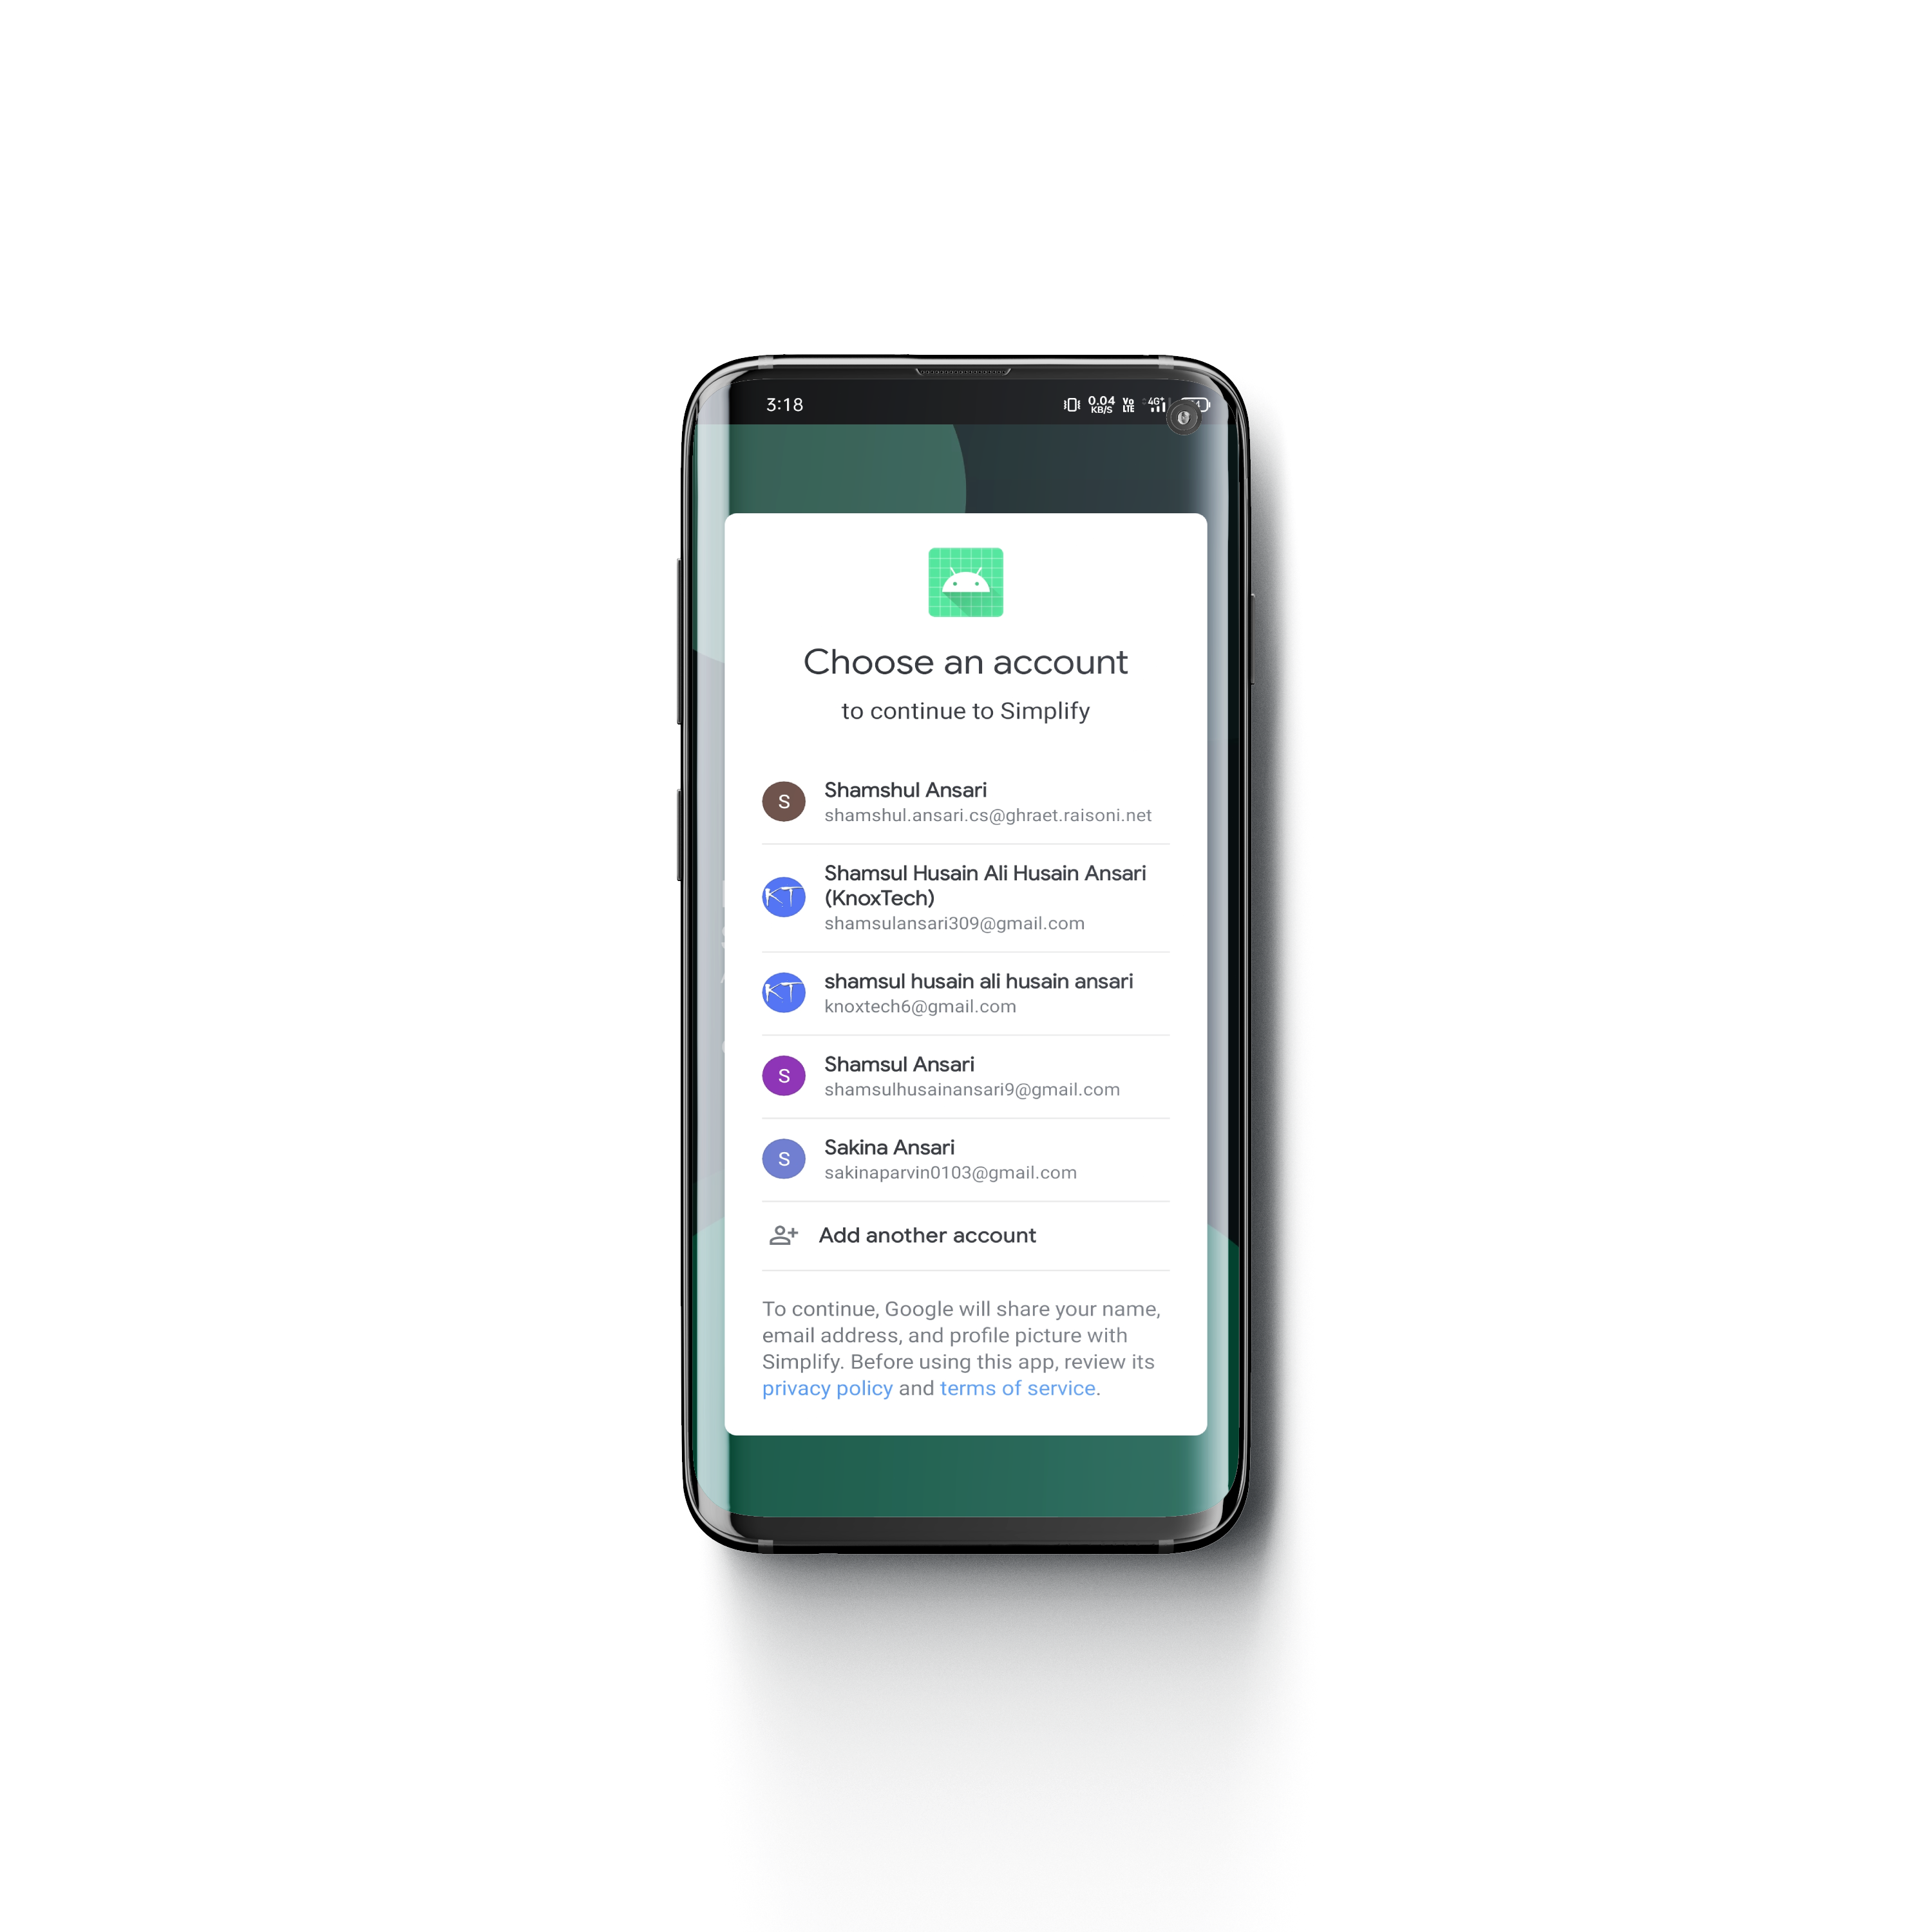 3:18
0.04
KB/S
Vo
LTE
4G+
Choose an account
to continue to Simplify
S
Shamshul Ansari
shamshul.ansari.cs@ghraet.raisoni.net
KT
Shamsul Husain Ali Husain Ansari
(KnoxTech)
shamsulansari309@gmail.com
KT
shamsul husain ali husain ansari
knoxtech6@gmail.com
S
Shamsul Ansari
shamsulhusainansari9@gmail.com
S
Sakina Ansari
sakinaparvin0103@gmail.com
Add another account
To continue, Google will share your name,
email address, and profile picture with
Simplify. Before using this app, review its
privacy policy and terms of service.